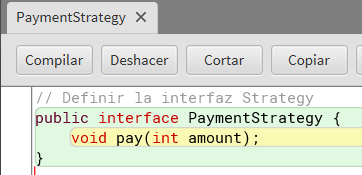 PaymentStrategy ×
Compilar Deshacer Cortar Copiar
// Definir la interfaz Strategy
public interface PaymentStrategy {
void pay(int amount);
}